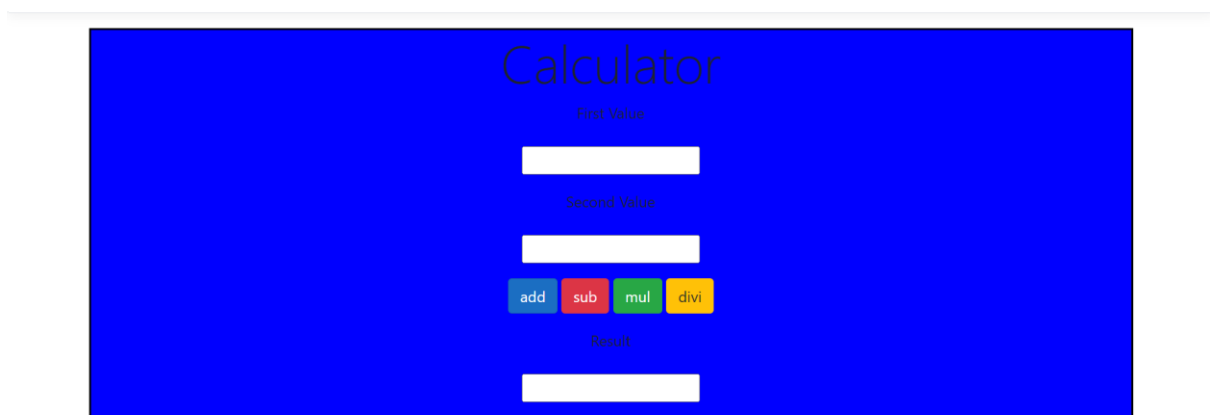 Calculator
First Value
Second Value
add sub mul divi
Result